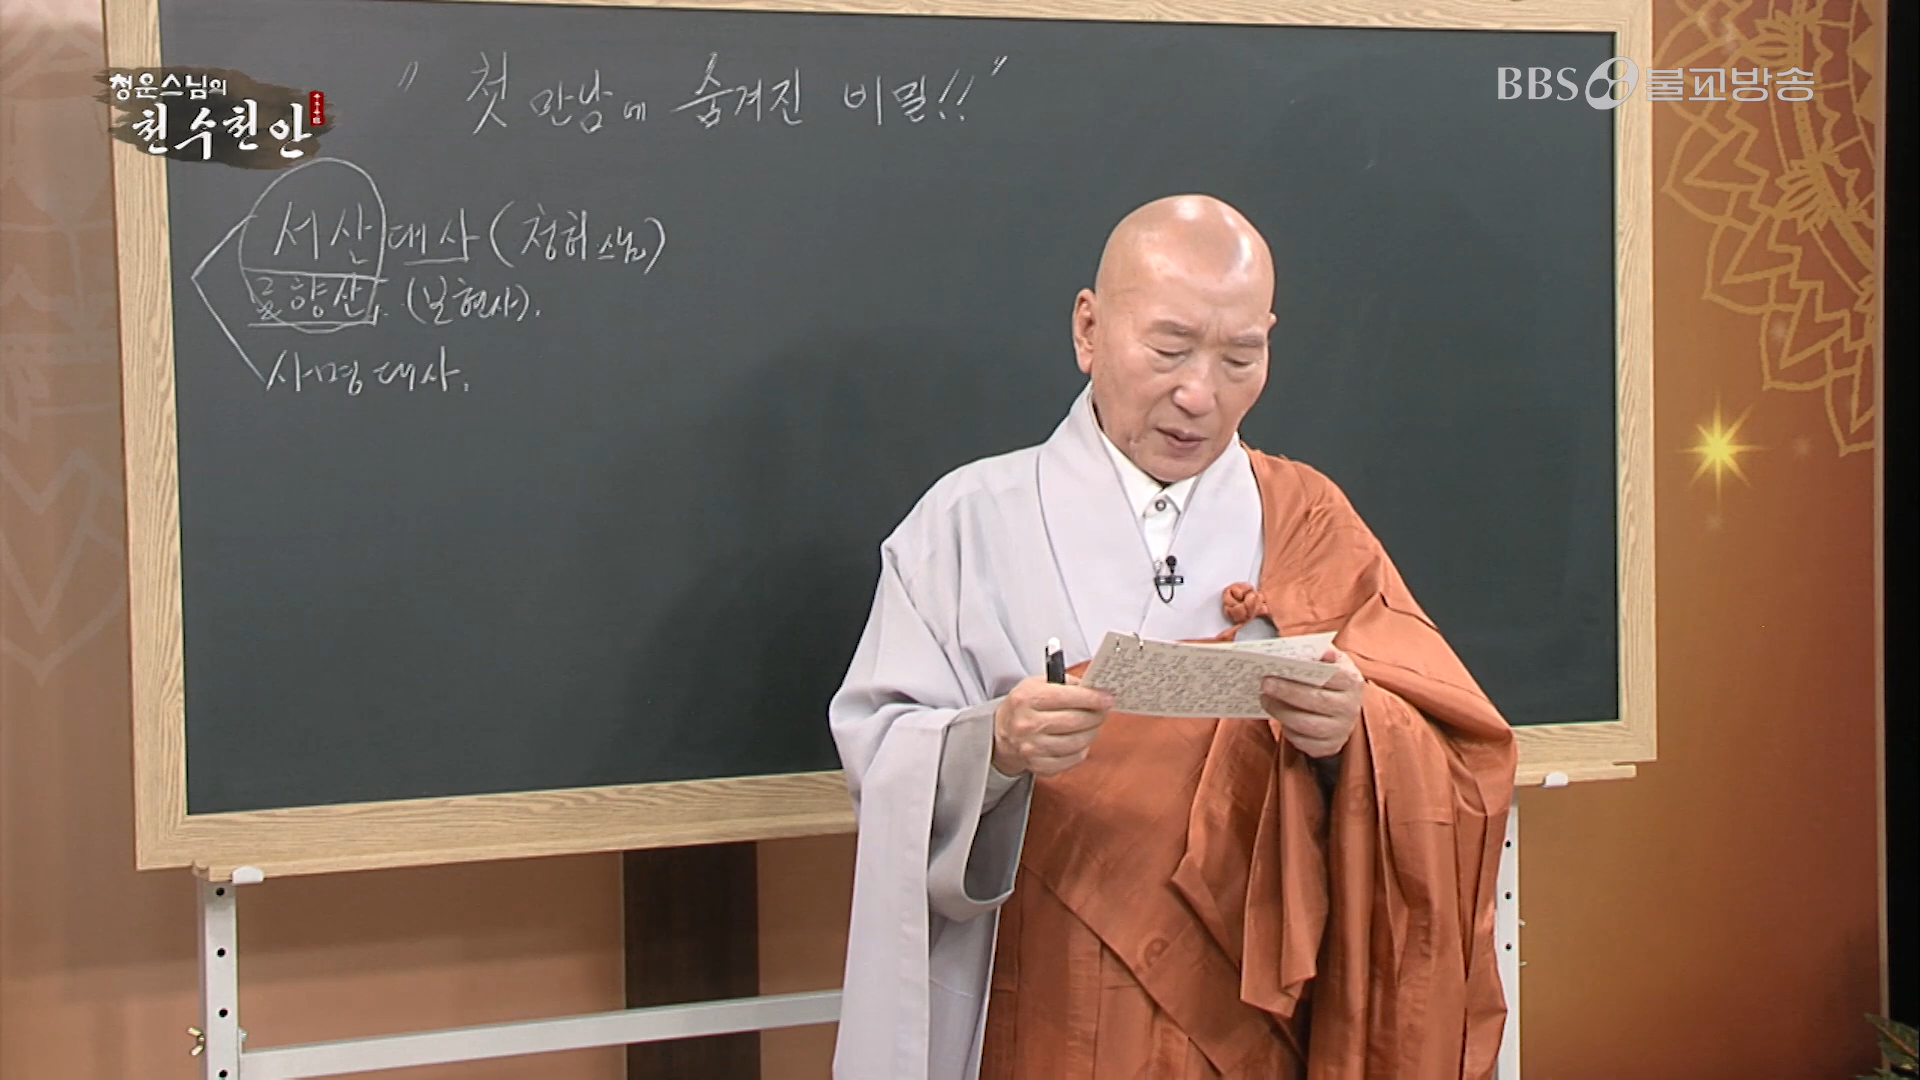 청운스님의
천수천안
BBS 불교방송
" 첫 만남에 숨겨진 비밀!! "
서산대사 (청허스님)
묘향산. (보현사).
사명대사.